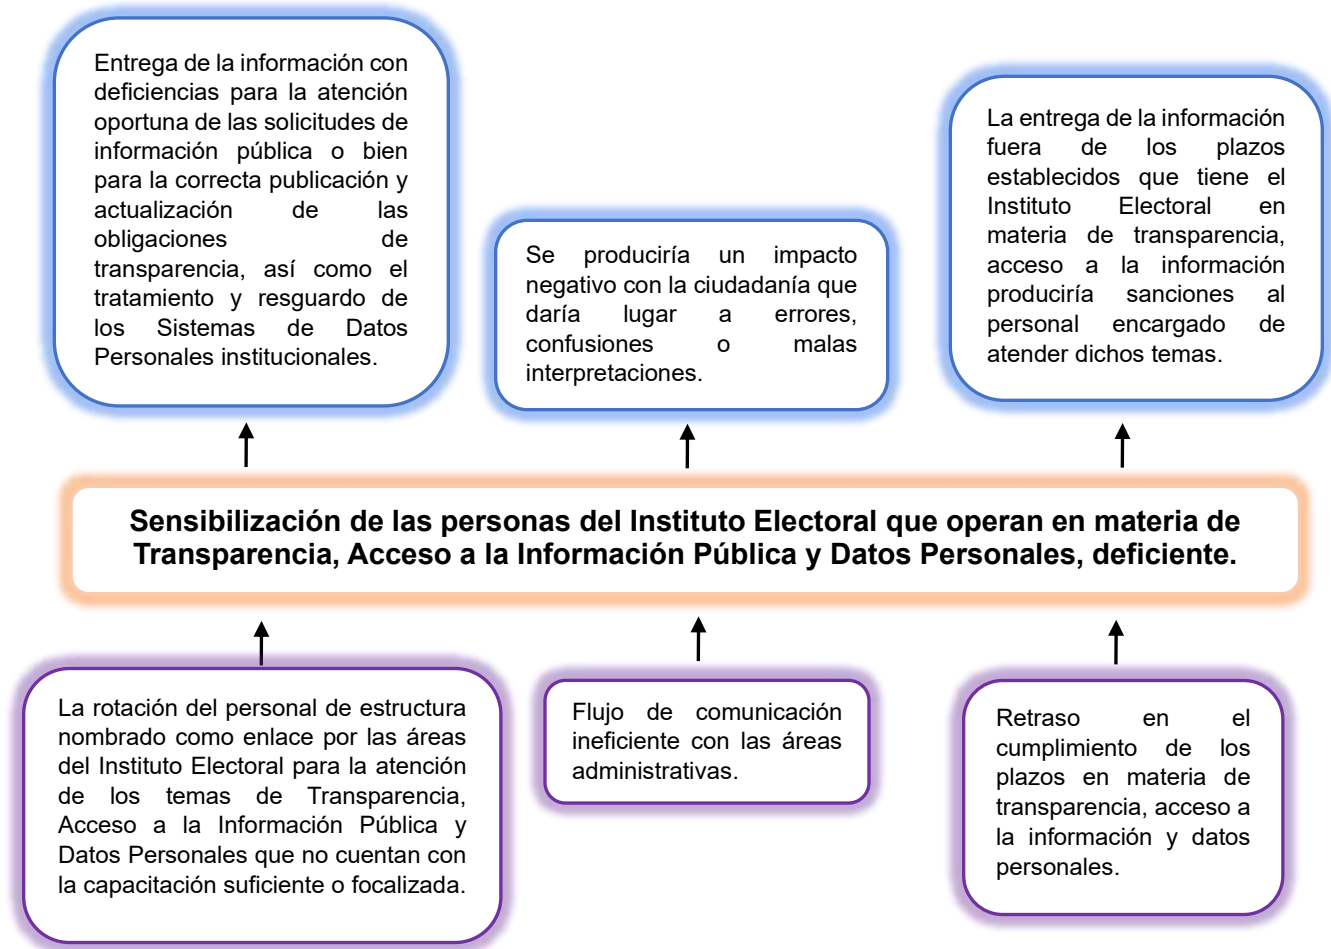 Entrega de la información con
deficiencias para la atención
oportuna de las solicitudes de
información pública o bien
para la correcta publicación y
actualización de las
obligaciones de
transparencia, así como el
tratamiento y resguardo de
los Sistemas de Datos
Personales institucionales.
Se produciría un impacto
negativo con la ciudadanía que
daría lugar a errores,
confusiones o malas
interpretaciones.
La entrega de la información
fuera de los plazos
establecidos que tiene el
Instituto Electoral en
materia de transparencia,
acceso a la información
produciría sanciones al
personal encargado de
atender dichos temas.
Sensibilización de las personas del Instituto Electoral que operan en materia de
Transparencia, Acceso a la Información Pública y Datos Personales, deficiente.
La rotación del personal de estructura
nombrado como enlace por las áreas
del Instituto Electoral para la atención
de los temas de Transparencia,
Acceso a la Información Pública y
Datos Personales que no cuentan con
la capacitación suficiente o focalizada.
Flujo de comunicación
ineficiente con las áreas
administrativas.
Retraso en el
cumplimiento de los
plazos en materia de
transparencia, acceso a
la información y datos
personales.